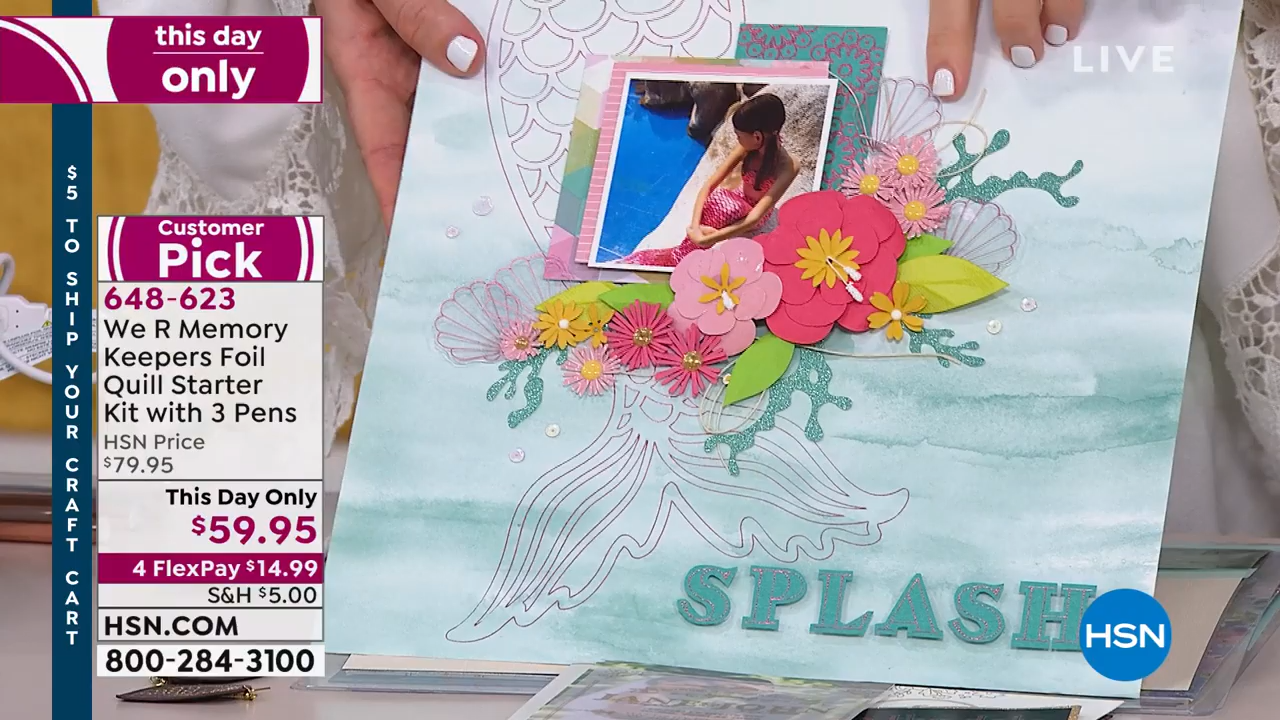 this day
only
LIVE
$5 TO SHIP YOUR CRAFT CART
Customer
Pick
648-623
We R Memory
Keepers Foil
Quill Starter
Kit with 3 Pens
HSN Price
$79.95
This Day Only
$59.95
4 FlexPay $14.99
S&H $5.00
HSN.COM
800-284-3100
SPLASH
HSN